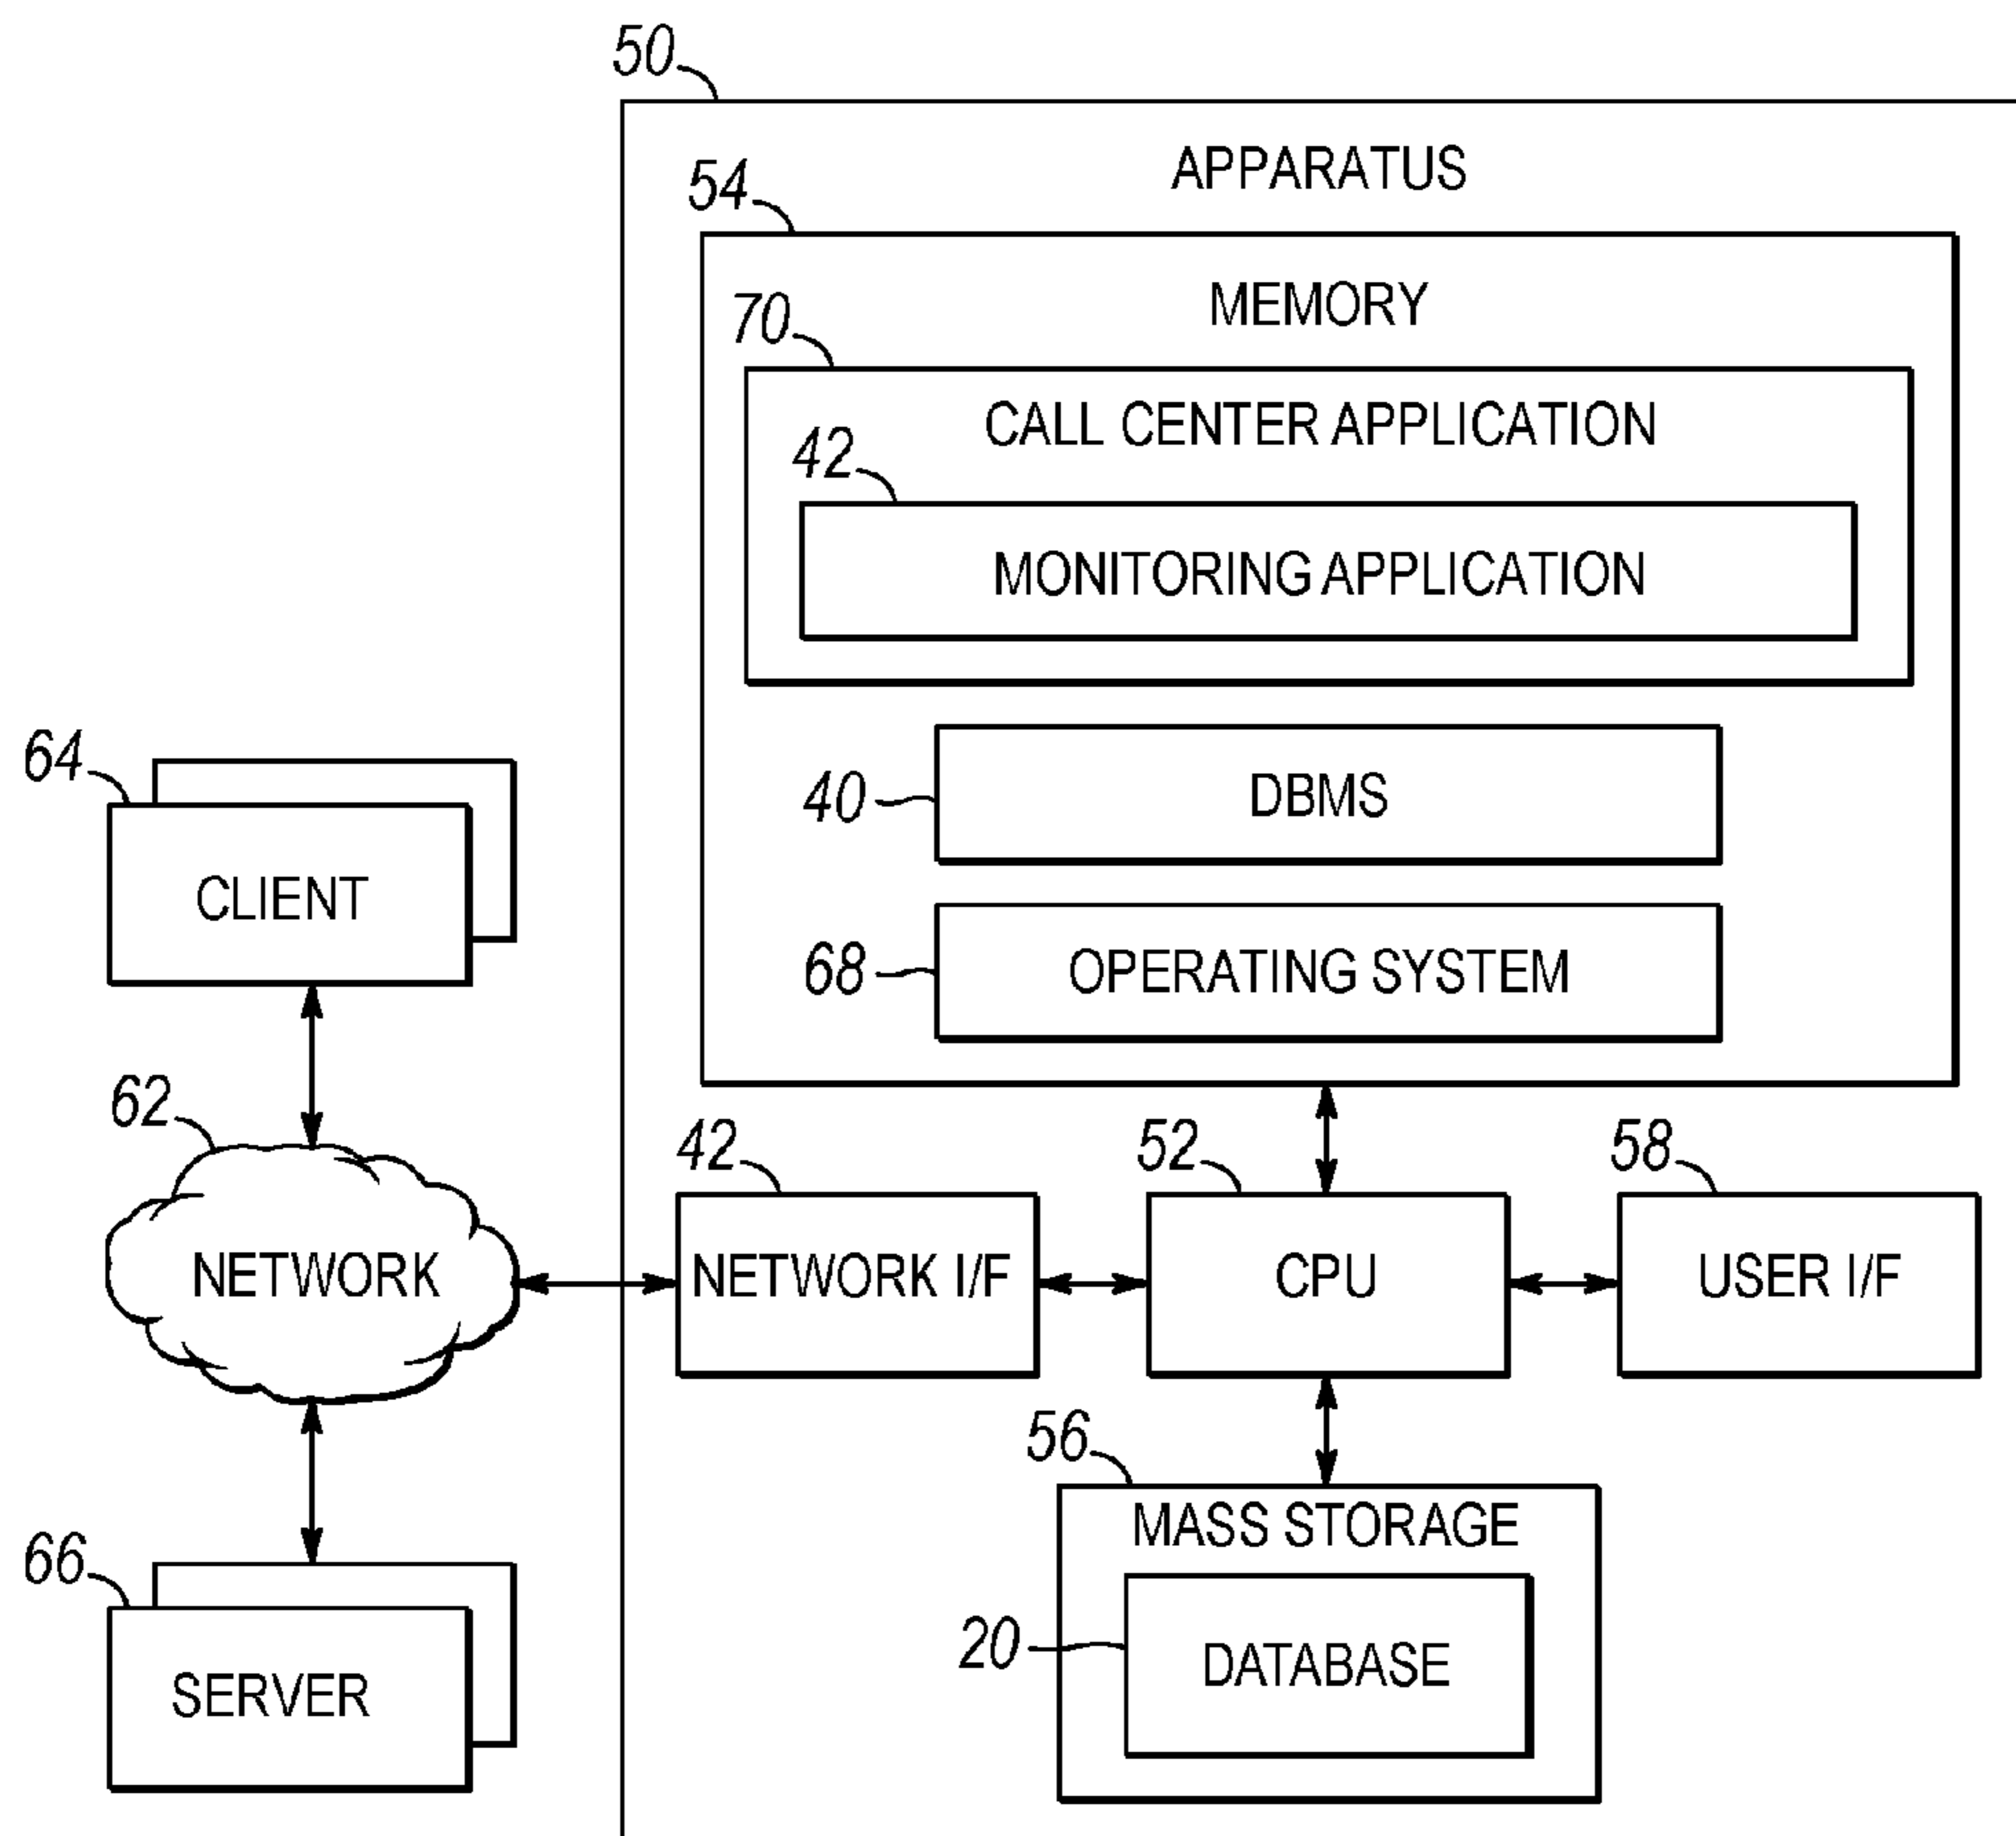 50
APPARATUS
54
MEMORY
70
CALL CENTER APPLICATION
42
MONITORING APPLICATION
64
CLIENT
40
DBMS
68
OPERATING SYSTEM
62
NETWORK
42
NETWORK I/F
52
CPU
58
USER I/F
56
MASS STORAGE
20
DATABASE
66
SERVER